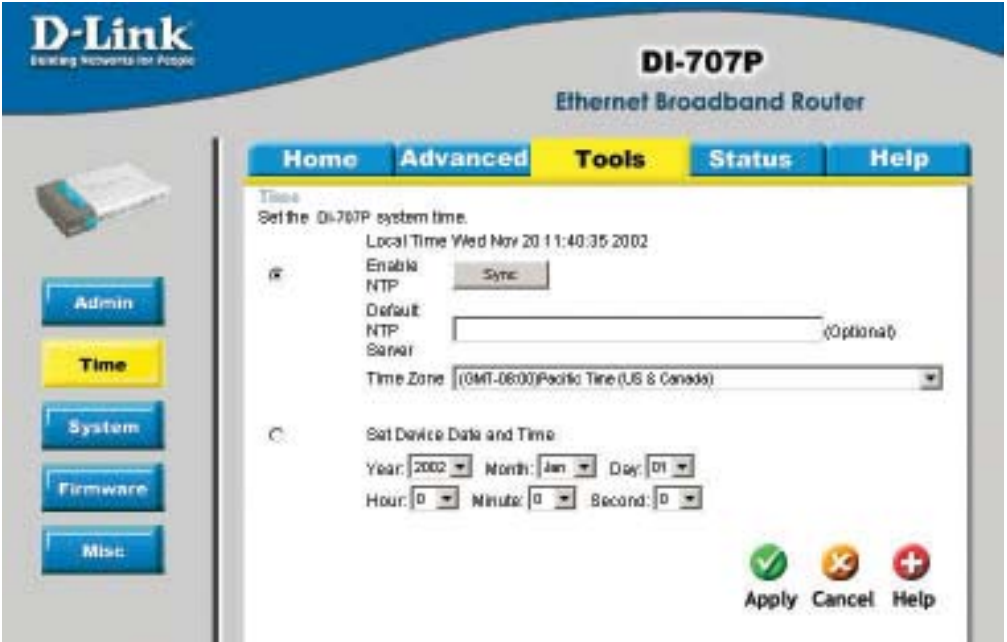 D-Link
Building Networks for People
DI-707P
Ethernet Broadband Router
Home Advanced Tools Status Help
Time
Set the DI-707P system time.
Local Time Wed Nov 20 11:40:35 2002
Enable NTP Sync
Default NTP Server (Optional)
Time Zone (GMT-08:00)Pacific Time (US & Canada)
Set Device Date and Time
Year: 2002 Month: Jan Day: 01
Hour: 0 Minute: 0 Second: 0
Admin
Time
System
Firmware
Misc
Apply Cancel Help